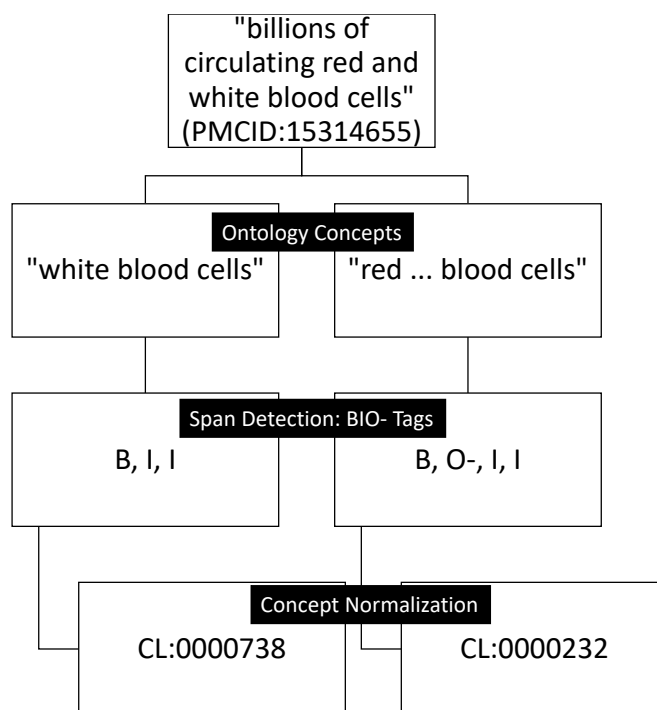 "billions of
circulating red and
white blood cells"
(PMCID:15314655)
Ontology Concepts
"white blood cells"
"red ... blood cells"
Span Detection: BIO- Tags
B, I, I
B, O-, I, I
Concept Normalization
CL:0000738
CL:0000232